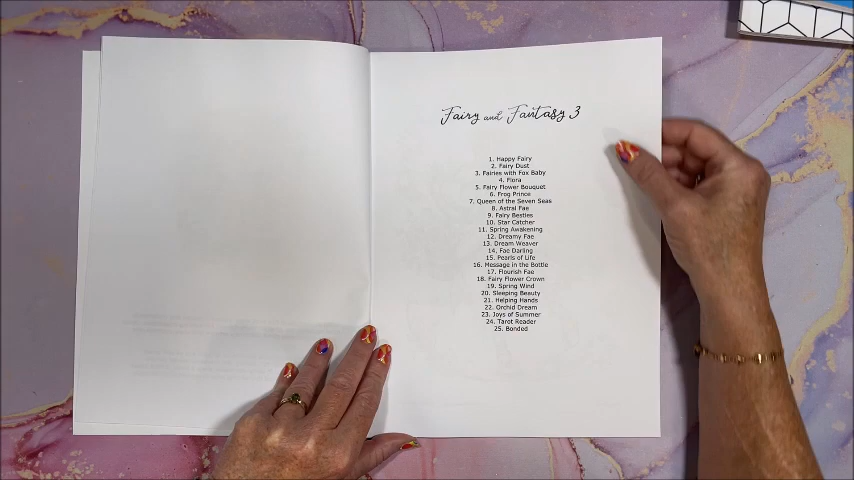 Fairy and Fantasy 3
1. Happy Fairy
2. Fairy Dust
3. Fairies with Fox Baby
4. Flora
5. Fairy Flower Bouquet
6. Frog Prince
7. Queen of the Seven Seas
8. Astral Fae
9. Fairy Besties
10. Star Catcher
11. Spring Awakening
12. Dreamy Fae
13. Dream Weaver
14. Fae Darling
15. Pearls of Life
16. Message in the Bottle
17. Flourish Fae
18. Fairy Flower Crown
19. Spring Wind
20. Sleeping Beauty
21. Helping Hands
22. Orchid Dream
23. Joys of Summer
24. Tarot Reader
25. Bonded